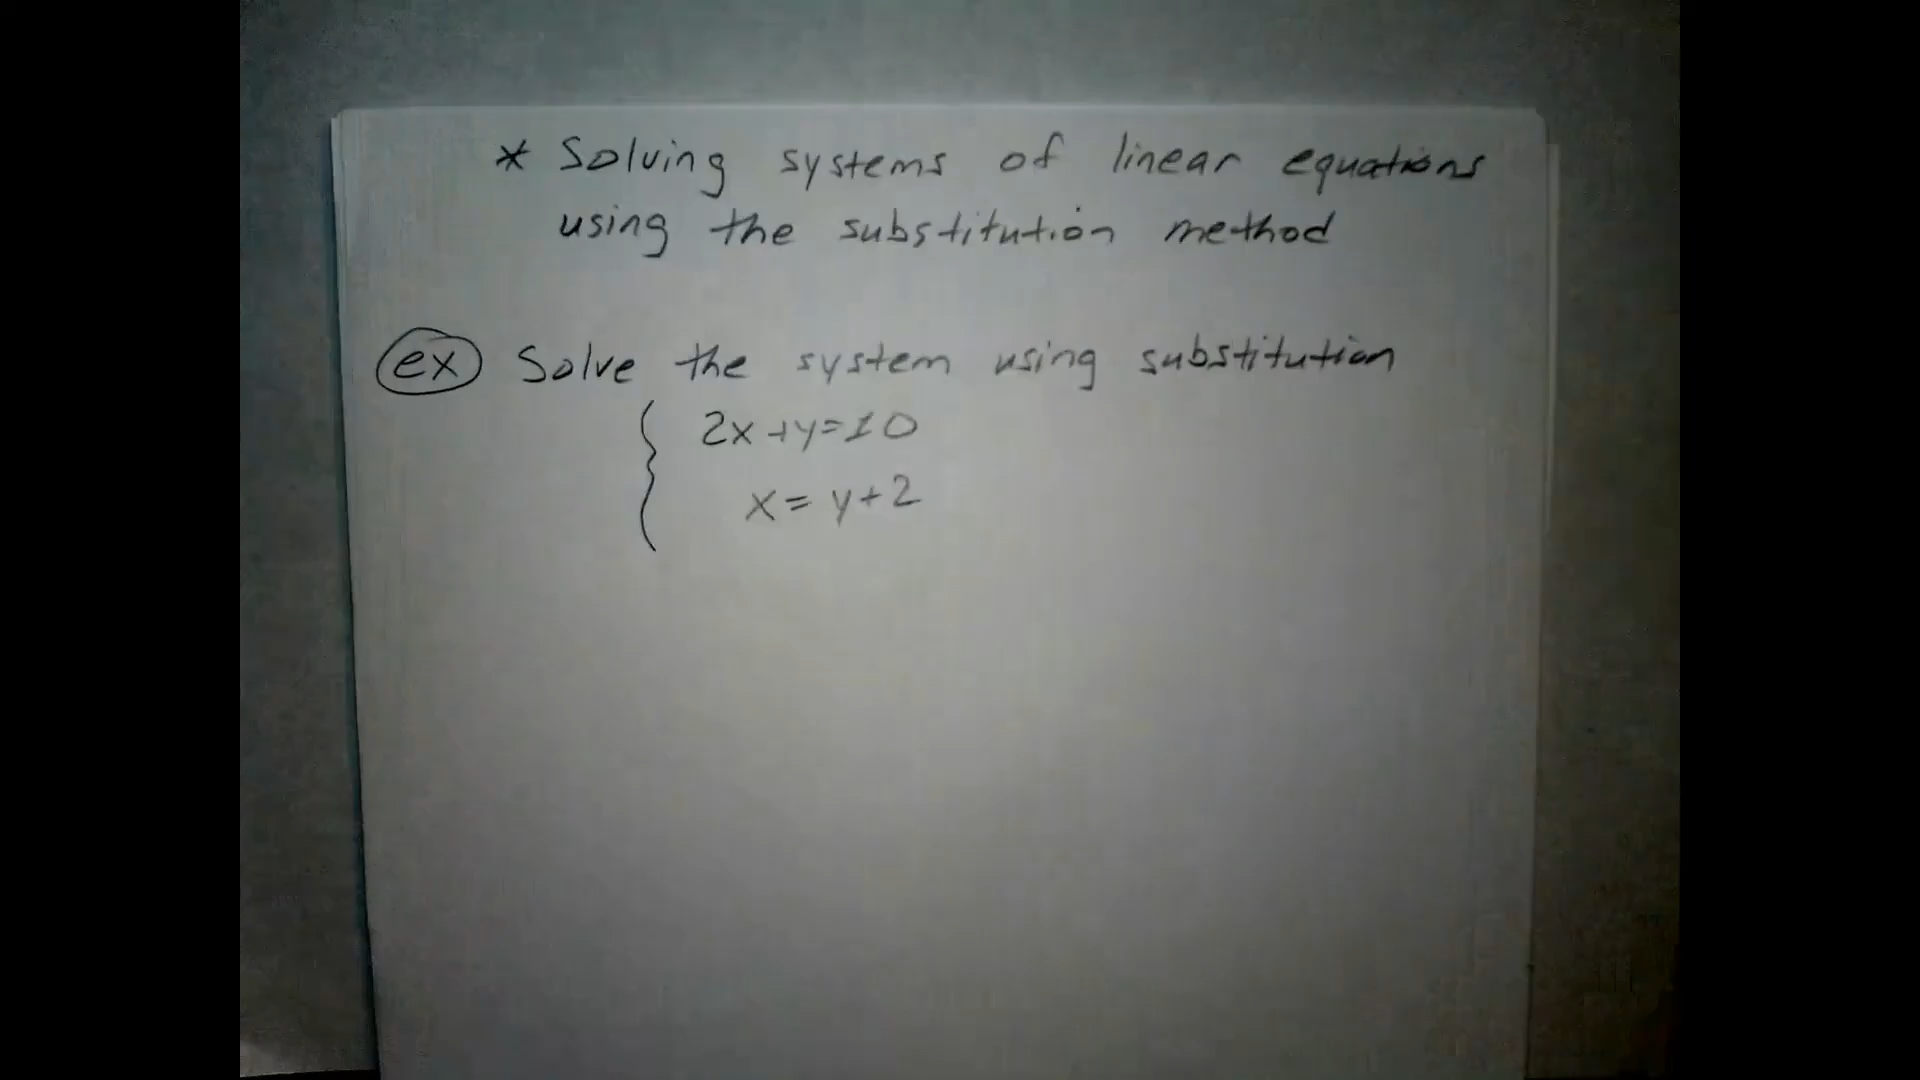 * Solving systems of linear equations
using the substitution method
ex Solve the system using substitution
2x+y=10
x=y+2